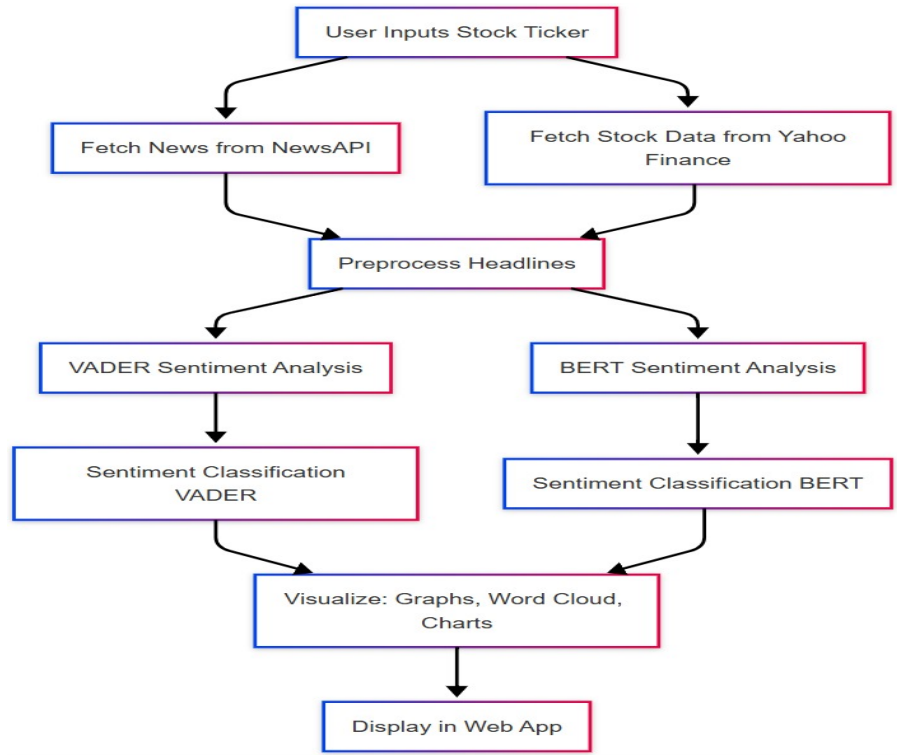 User Inputs Stock Ticker
Fetch News from NewsAPI
Fetch Stock Data from Yahoo
Finance
Preprocess Headlines
VADER Sentiment Analysis
BERT Sentiment Analysis
Sentiment Classification
VADER
Sentiment Classification BERT
Visualize: Graphs, Word Cloud,
Charts
Display in Web App